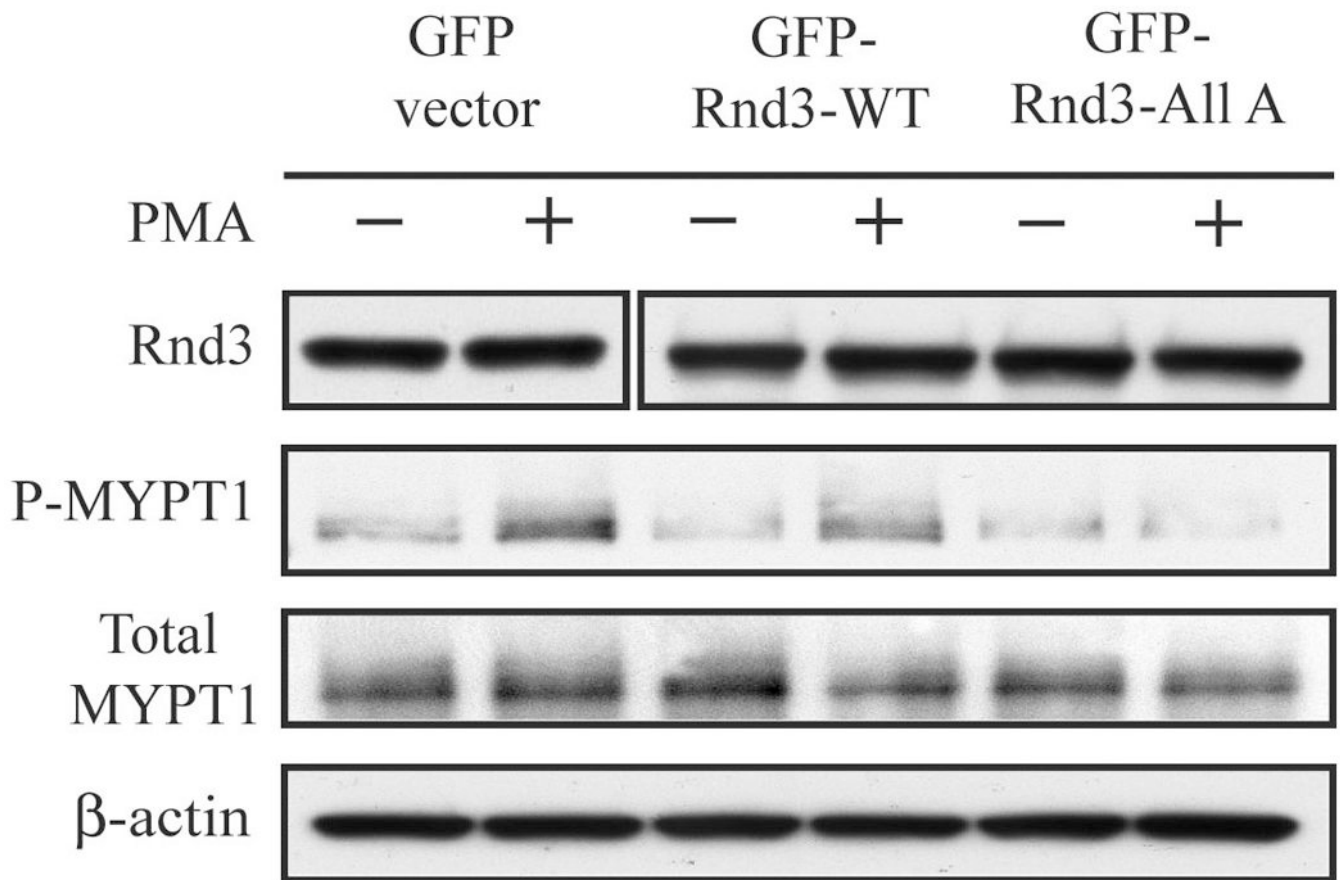 GFP GFP- GFP-
vector Rnd3-WT Rnd3-All A
PMA − + − + − +
Rnd3
P-MYPT1
Total
MYPT1
β-actin